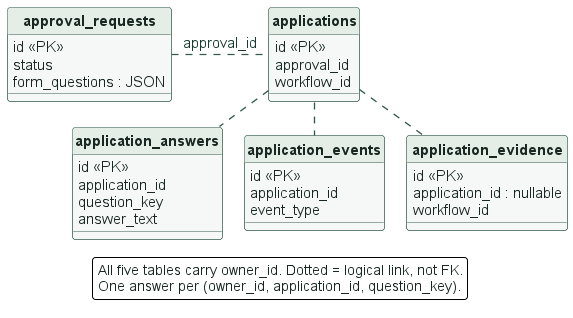 approval_requests
id «PK»
status
form_questions : JSON
approval_id
applications
id «PK»
approval_id
workflow_id
application_answers
id «PK»
application_id
question_key
answer_text
application_events
id «PK»
application_id
event_type
application_evidence
id «PK»
application_id : nullable
workflow_id
All five tables carry owner_id. Dotted = logical link, not FK.
One answer per (owner_id, application_id, question_key).